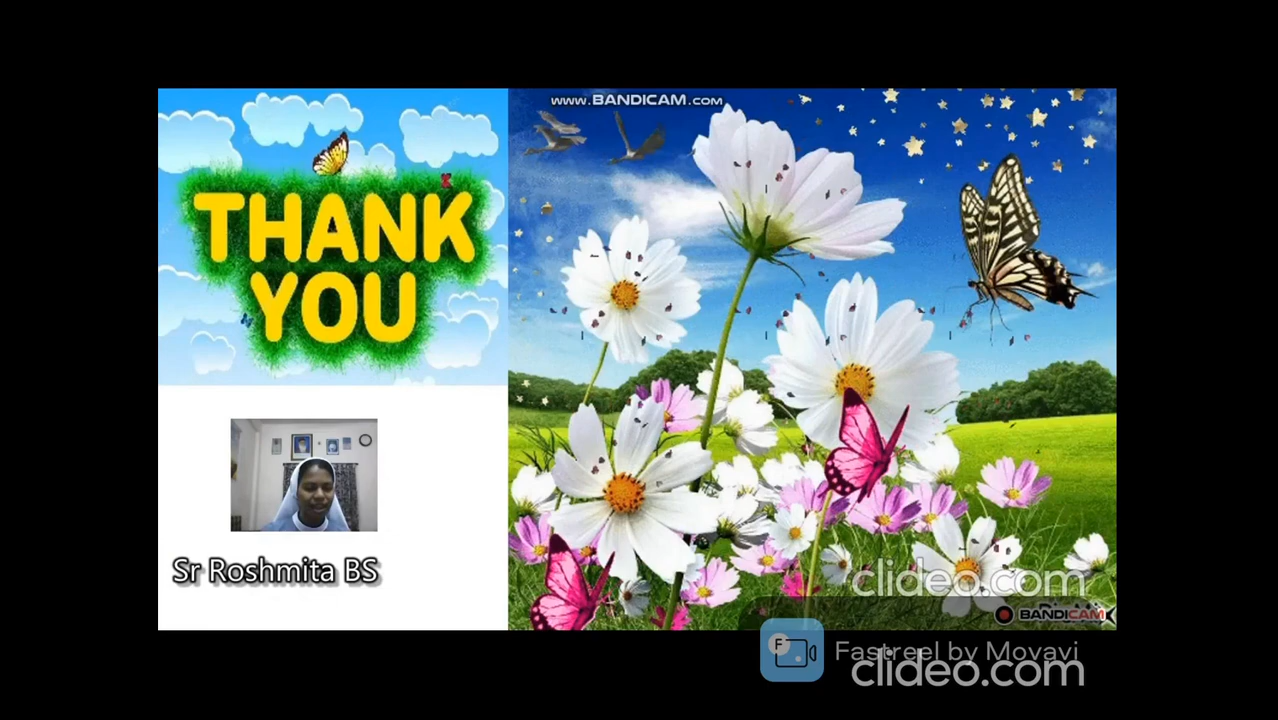 www.BANDICAM.com
THANK
YOU
Sr Roshmita BS
clideo.com
BANDICAM
F
Fastreel by Movavi
clideo.com